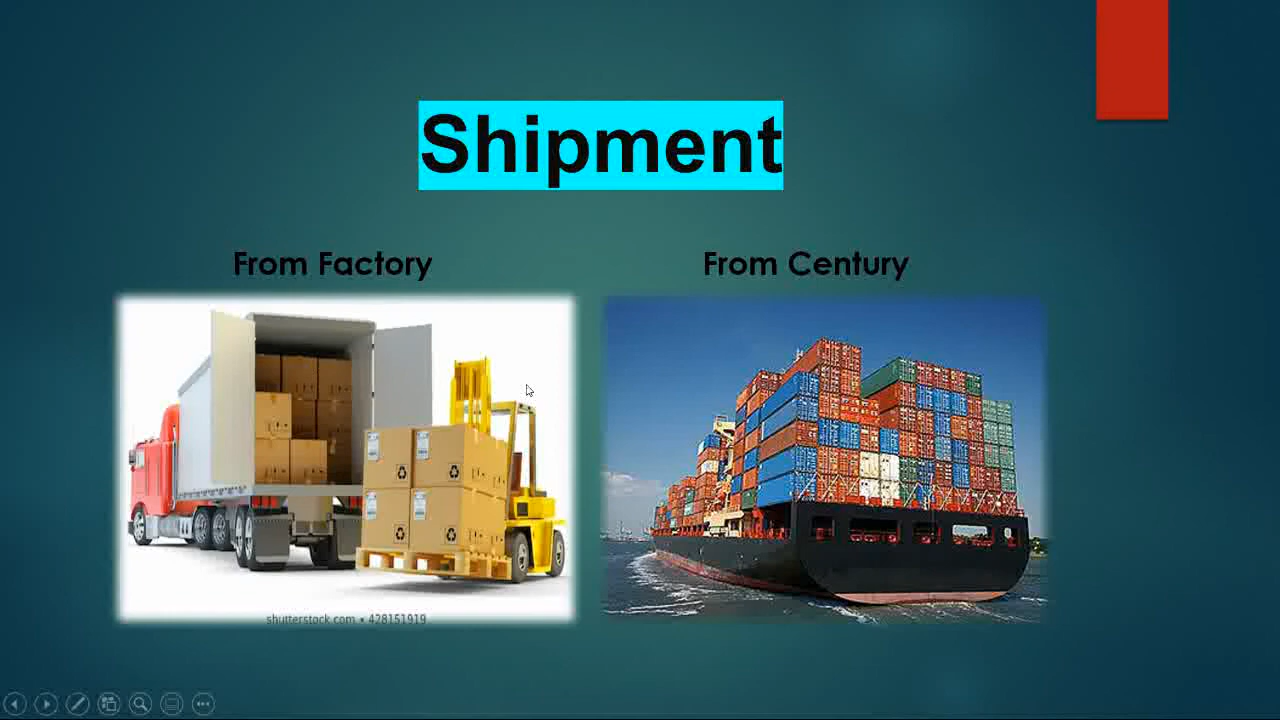 Shipment
From Factory
From Century
shutterstock.com • 428151919